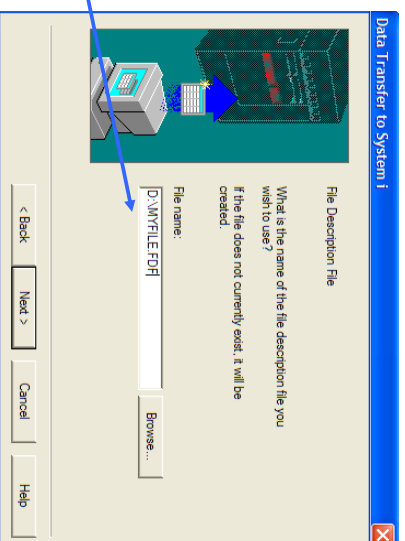 Data Transfer to System i
File Description File
What is the name of the file description file you
wish to use?
If the file does not currently exist, it will be
created.
File name:
D:\MYFILE.FDF
Browse...
< Back
Next >
Cancel
Help